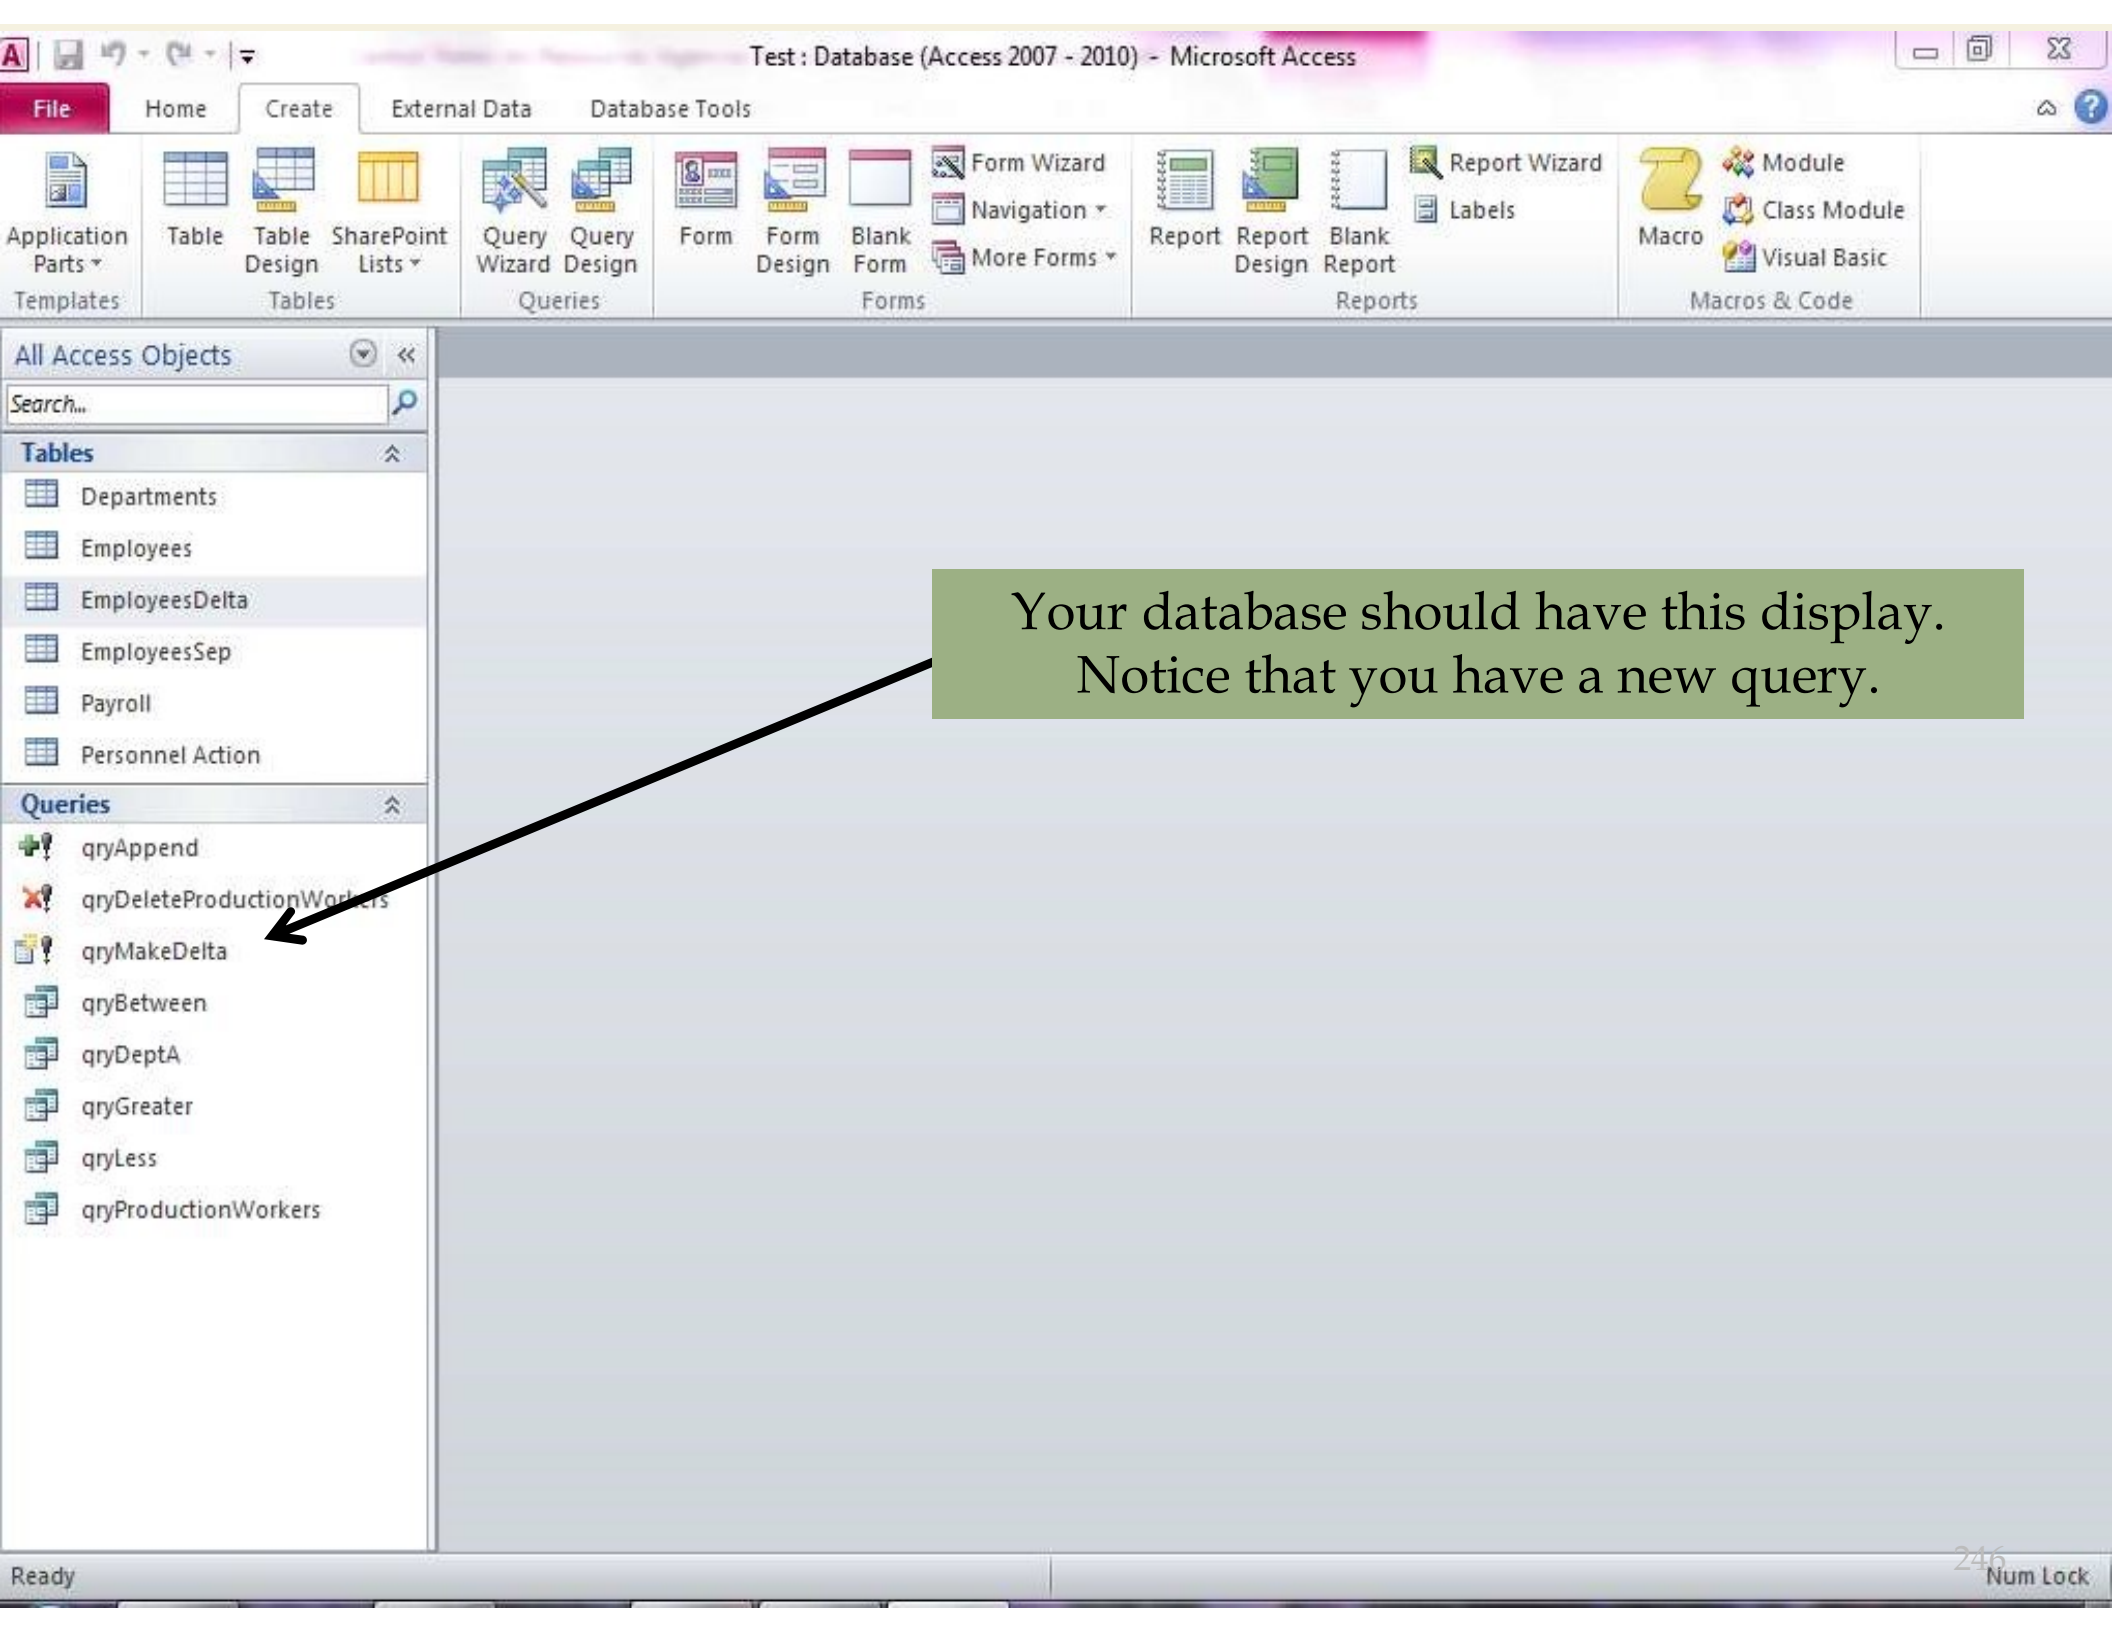 Test : Database (Access 2007 - 2010) - Microsoft Access
File Home Create External Data Database Tools
Application Parts
Table
Table Design
SharePoint Lists
Query Wizard
Query Design
Form
Form Design
Blank Form
Form Wizard
Navigation
More Forms
Report
Report Design
Blank Report
Report Wizard
Labels
Macro
Module
Class Module
Visual Basic
Templates Tables Queries Forms Reports Macros & Code
All Access Objects
Search...
Tables
Departments
Employees
EmployeesDelta
EmployeesSep
Payroll
Personnel Action
Queries
qryAppend
qryDeleteProductionWorkers
qryMakeDelta
qryBetween
qryDeptA
qryGreater
qryLess
qryProductionWorkers
Your database should have this display.
Notice that you have a new query.
246
Ready Num Lock